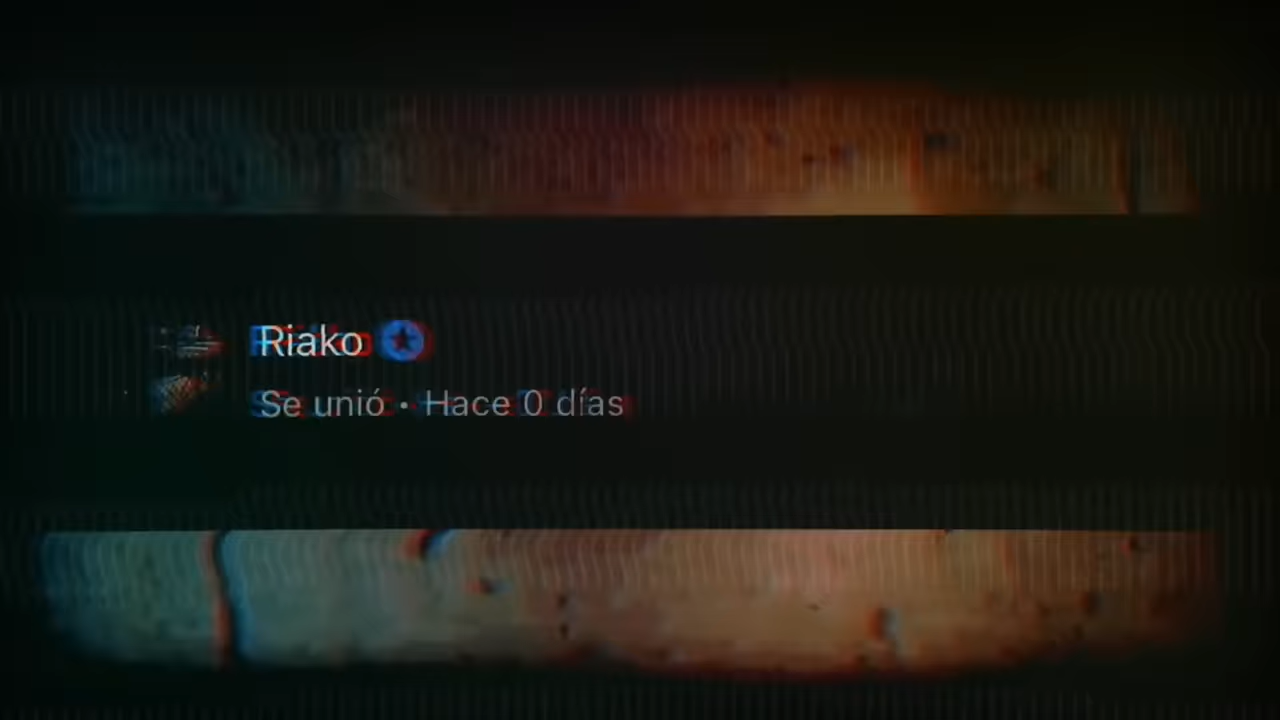 Riako
Se unió • Hace 0 días